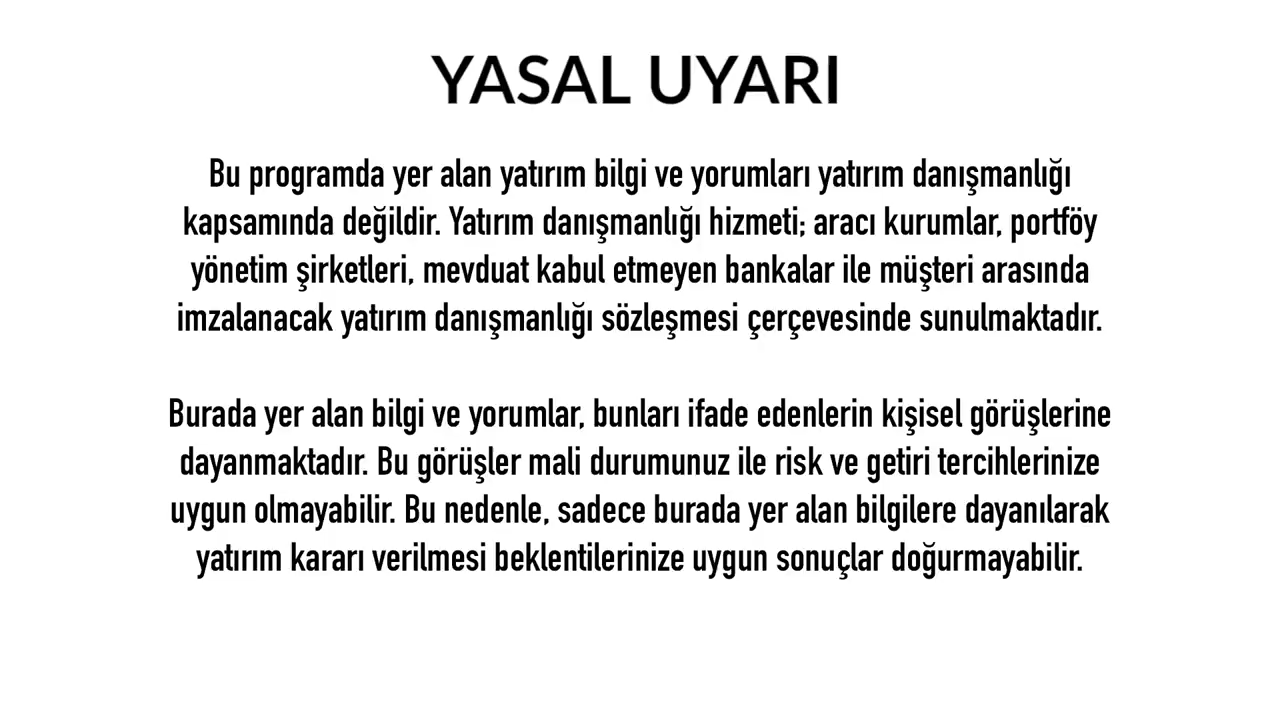 YASAL UYARI
Bu programda yer alan yatırım bilgi ve yorumları yatırım danışmanlığı
kapsamında değildir. Yatırım danışmanlığı hizmeti; aracı kurumlar, portföy
yönetim şirketleri, mevduat kabul etmeyen bankalar ile müşteri arasında
imzalanacak yatırım danışmanlığı sözleşmesi çerçevesinde sunulmaktadır.
Burada yer alan bilgi ve yorumlar, bunları ifade edenlerin kişisel görüşlerine
dayanmaktadır. Bu görüşler mali durumunuz ile risk ve getiri tercihlerinize
uygun olmayabilir. Bu nedenle, sadece burada yer alan bilgilere dayanılarak
yatırım kararı verilmesi beklentilerinize uygun sonuçlar doğurmayabilir.